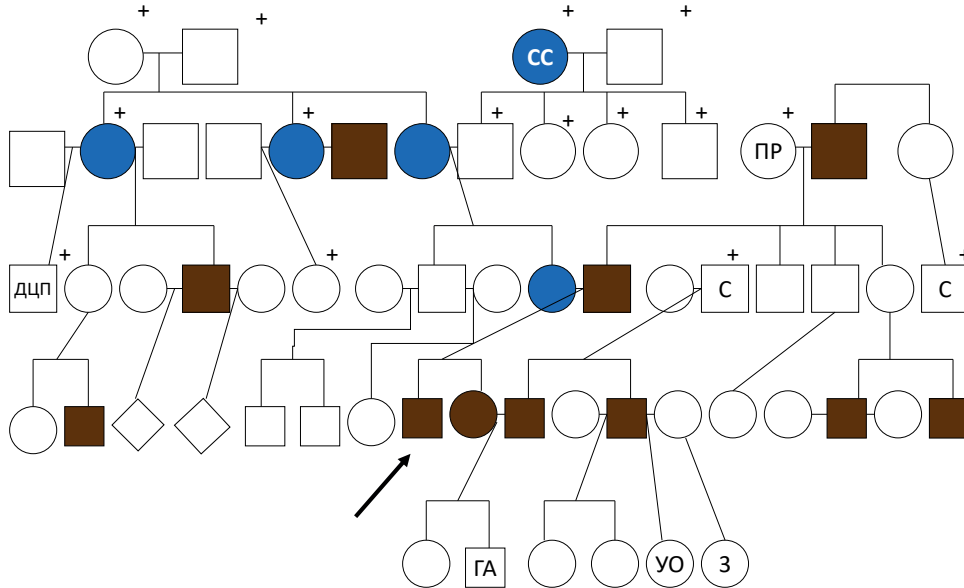 + + + +
СС
+ + + + + + +
ПР
+ + + +
ДЦП С С
ГА УО З